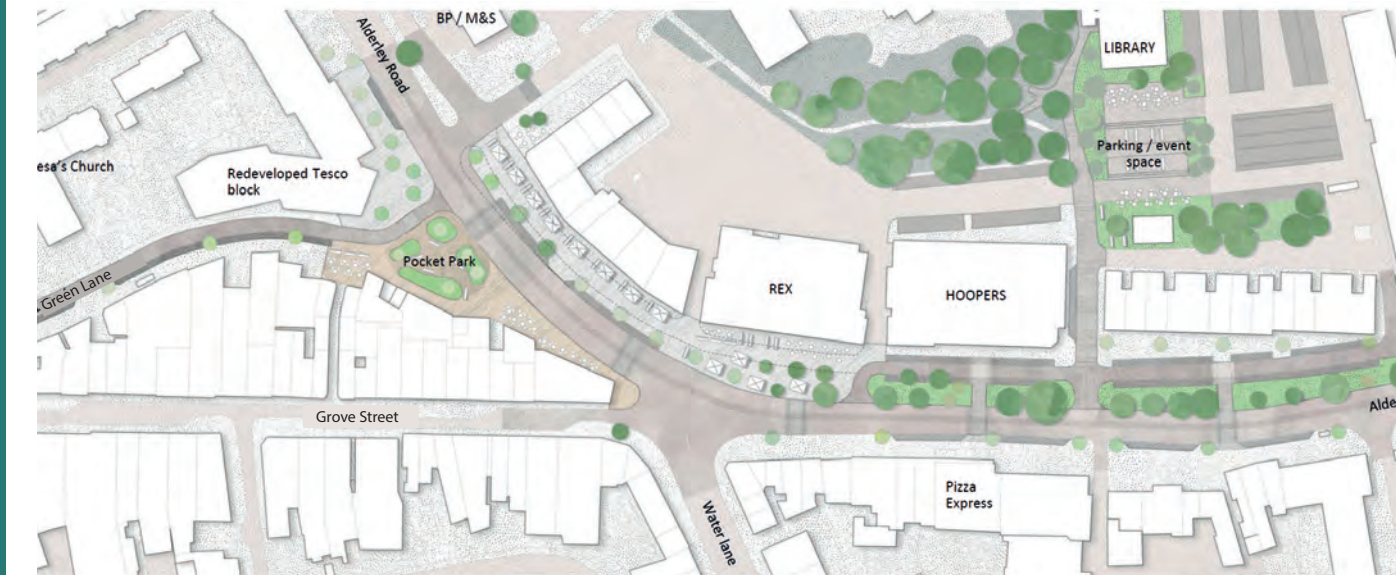 BP / M&S
Alderley Road
LIBRARY
Parking / event
space
esa's Church
Redeveloped Tesco
block
Pocket Park
Green Lane
REX
HOOPERS
Grove Street
Alde
Water lane
Pizza
Express